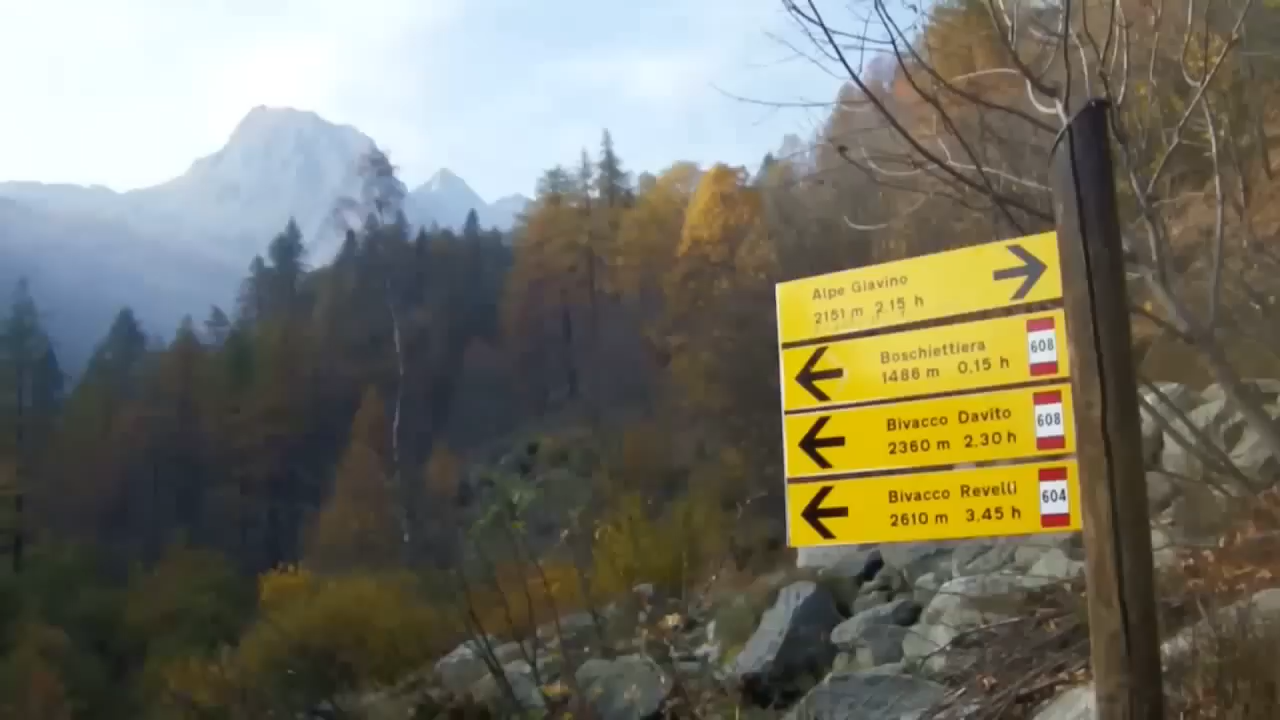 Alpe Giavino
2151 m 2.15 h
Boschiettiera
1486 m 0,15 h
608
Bivacco Davito
2360 m 2.30 h
608
Bivacco Revelli
2610 m 3,45 h
604